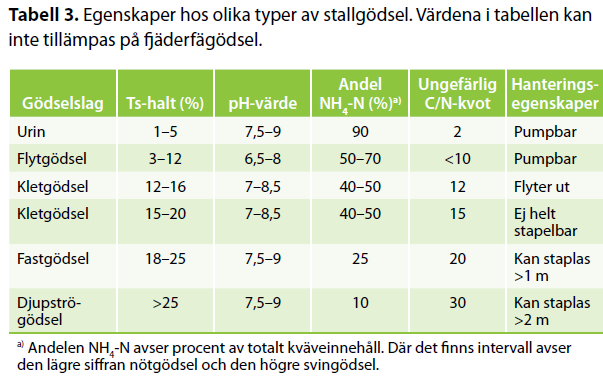 Tabell 3. Egenskaper hos olika typer av stallgödsel. Värdena i tabellen kan
inte tillämpas på fjäderfägödsel.
Gödselslag Ts-halt (%) pH-värde Andel NH4-N (%)a) Ungefärlig C/N-kvot Hanterings-egenskaper
Urin 1–5 7,5–9 90 2 Pumpbar
Flytgödsel 3–12 6,5–8 50–70 <10 Pumpbar
Kletgödsel 12–16 7–8,5 40–50 12 Flyter ut
Kletgödsel 15–20 7–8,5 40–50 15 Ej helt
stapelbar
Fastgödsel 18–25 7,5–9 25 20 Kan staplas
>1 m
Djupströ- >25 7,5–9 10 30 Kan staplas
gödsel >2 m
a) Andelen NH4-N avser procent av totalt kväveinnehåll. Där det finns intervall avser
den lägre siffran nötgödsel och den högre svingödsel.